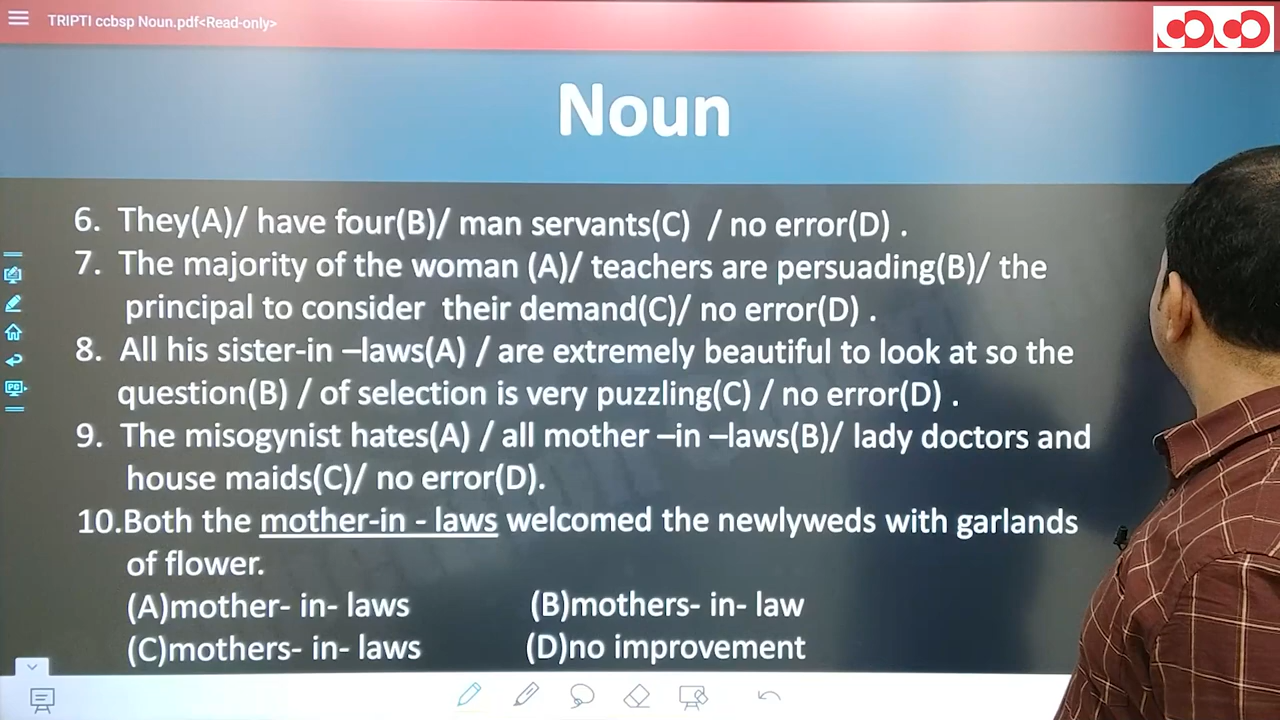 TRIPTI ccbsp Noun.pdf<Read-only>
Noun
6. They(A)/ have four(B)/ man servants(C) / no error(D) .
7. The majority of the woman (A)/ teachers are persuading(B)/ the
principal to consider their demand(C)/ no error(D) .
8. All his sister-in –laws(A) / are extremely beautiful to look at so the
question(B) / of selection is very puzzling(C) / no error(D) .
9. The misogynist hates(A) / all mother –in –laws(B)/ lady doctors and
house maids(C)/ no error(D).
10.Both the mother-in - laws welcomed the newlyweds with garlands
of flower.
(A)mother- in- laws (B)mothers- in- law
(C)mothers- in- laws (D)no improvement